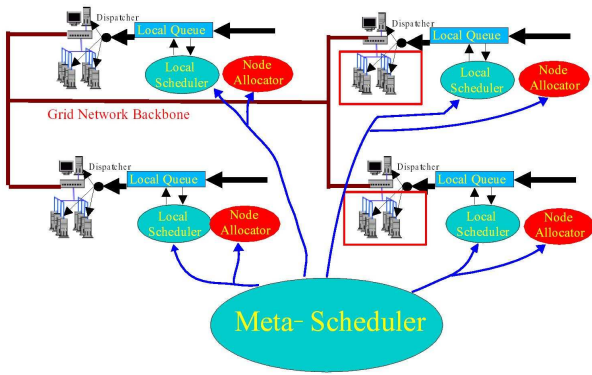 Dispatcher
Local Queue
Local
Scheduler
Node
Allocator
Dispatcher
Local Queue
Local
Scheduler
Node
Allocator
Grid Network Backbone
Dispatcher
Local Queue
Local
Scheduler
Node
Allocator
Dispatcher
Local Queue
Local
Scheduler
Node
Allocator
Meta- Scheduler